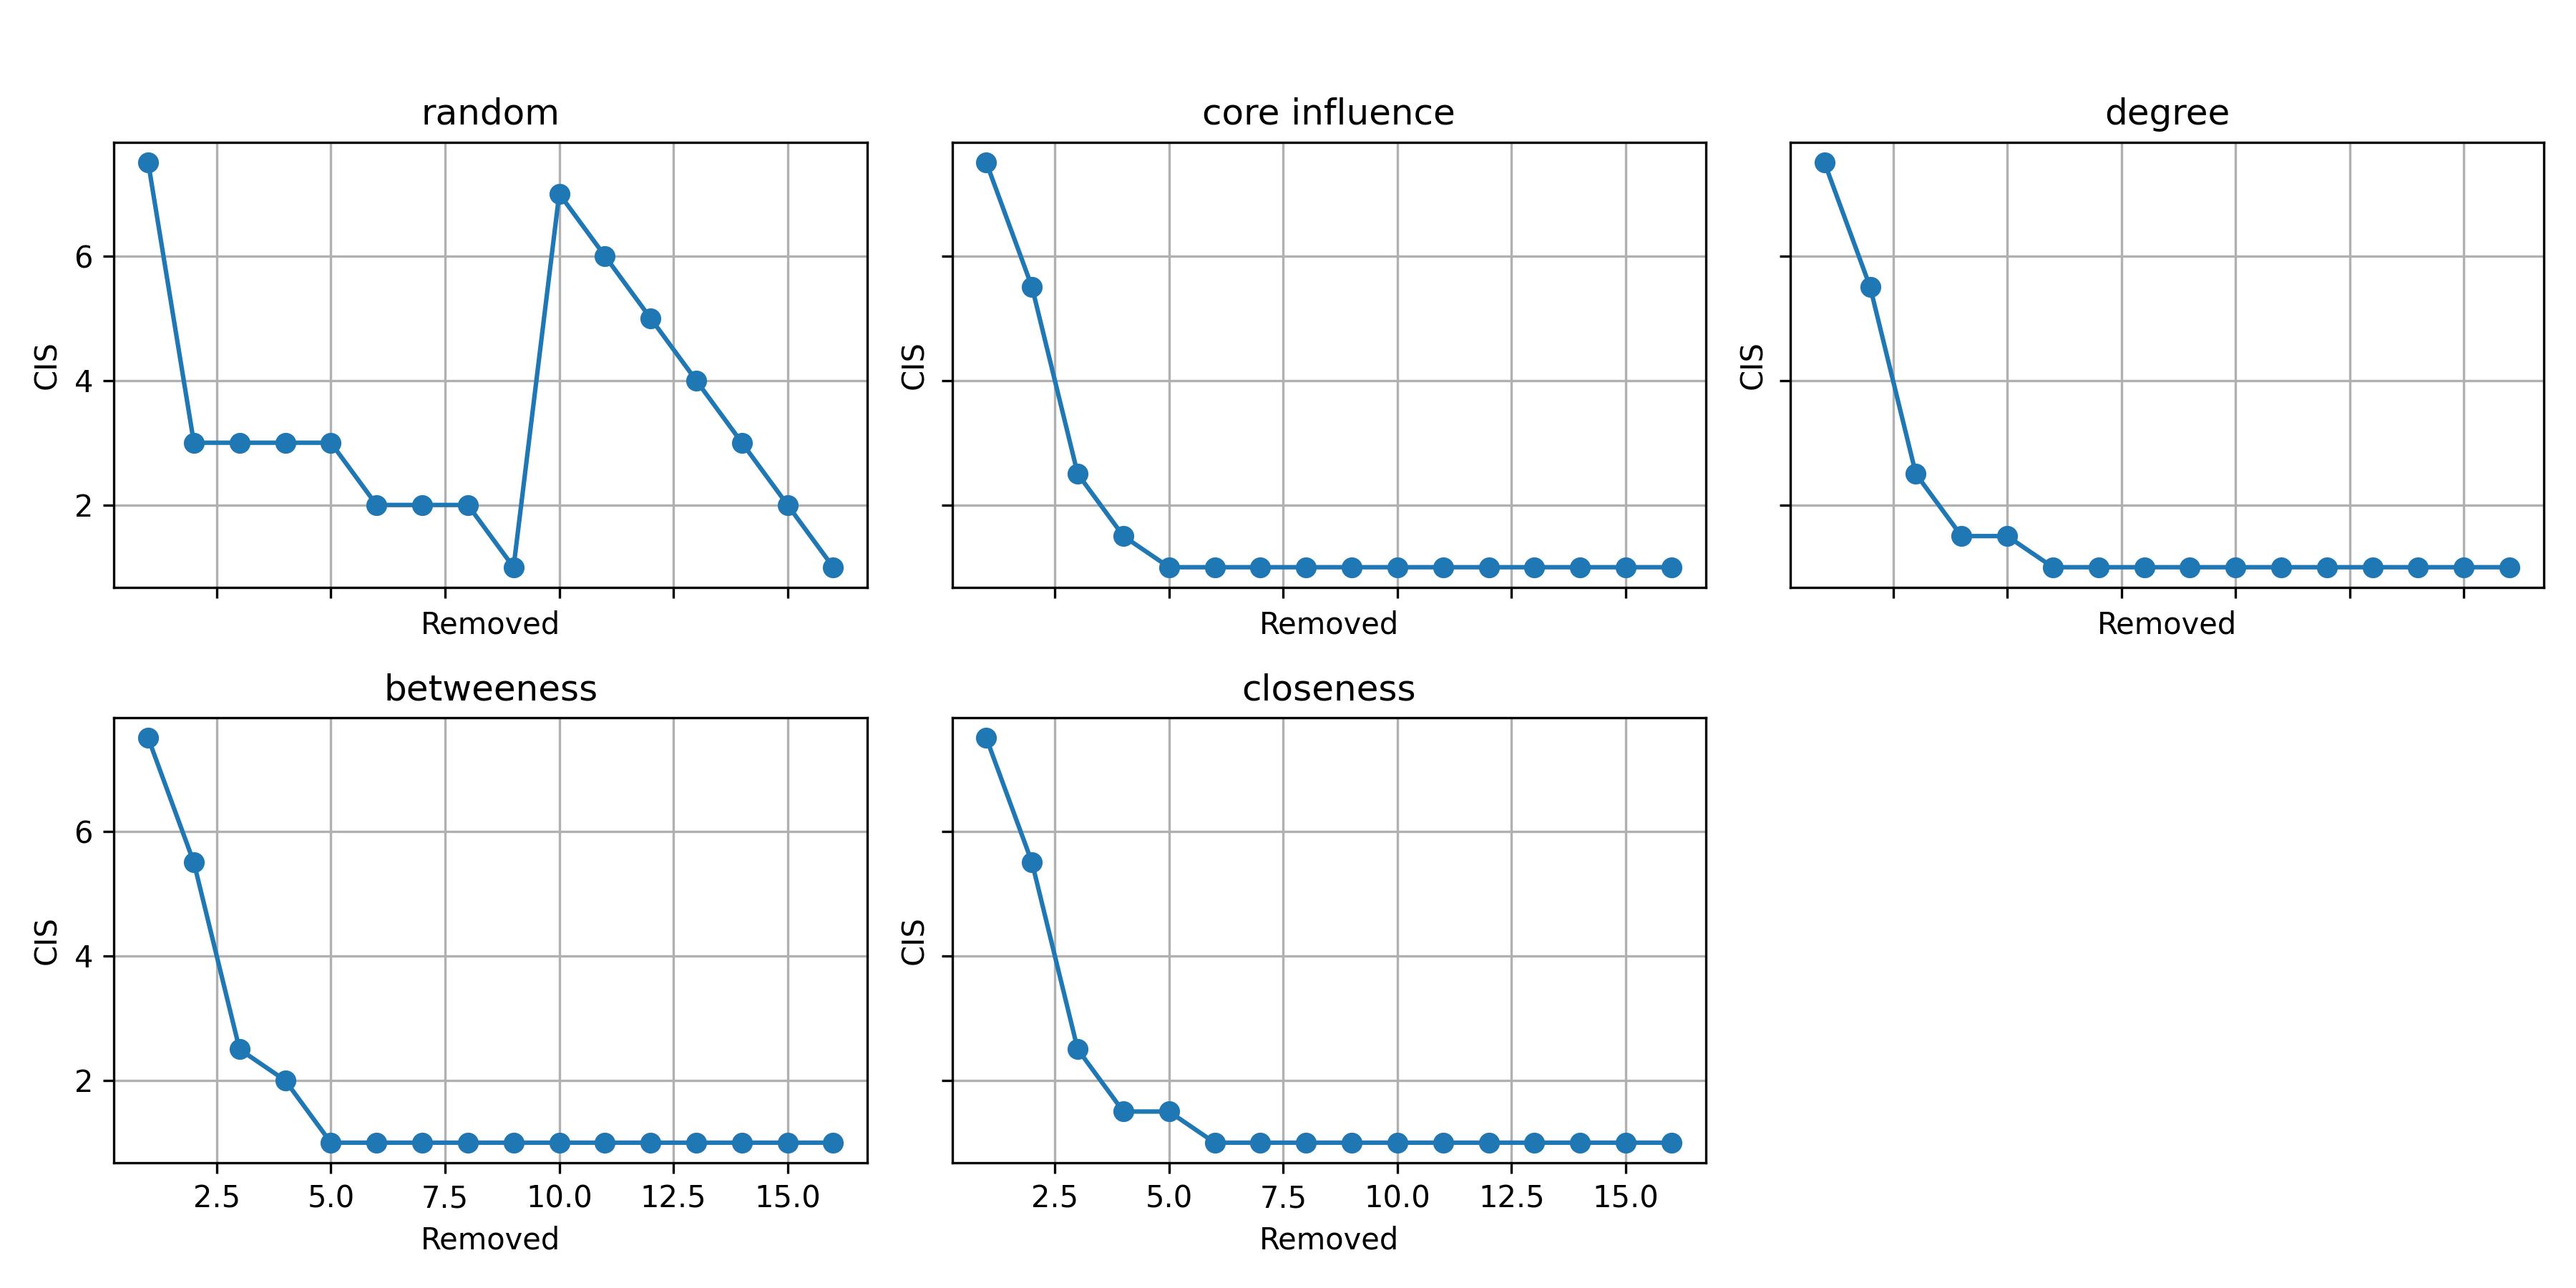 random
core influence
degree
6
4
2
CIS
CIS
CIS
Removed
Removed
Removed
betweeness
closeness
6
4
2
CIS
CIS
2.5 5.0 7.5 10.0 12.5 15.0
2.5 5.0 7.5 10.0 12.5 15.0
Removed
Removed